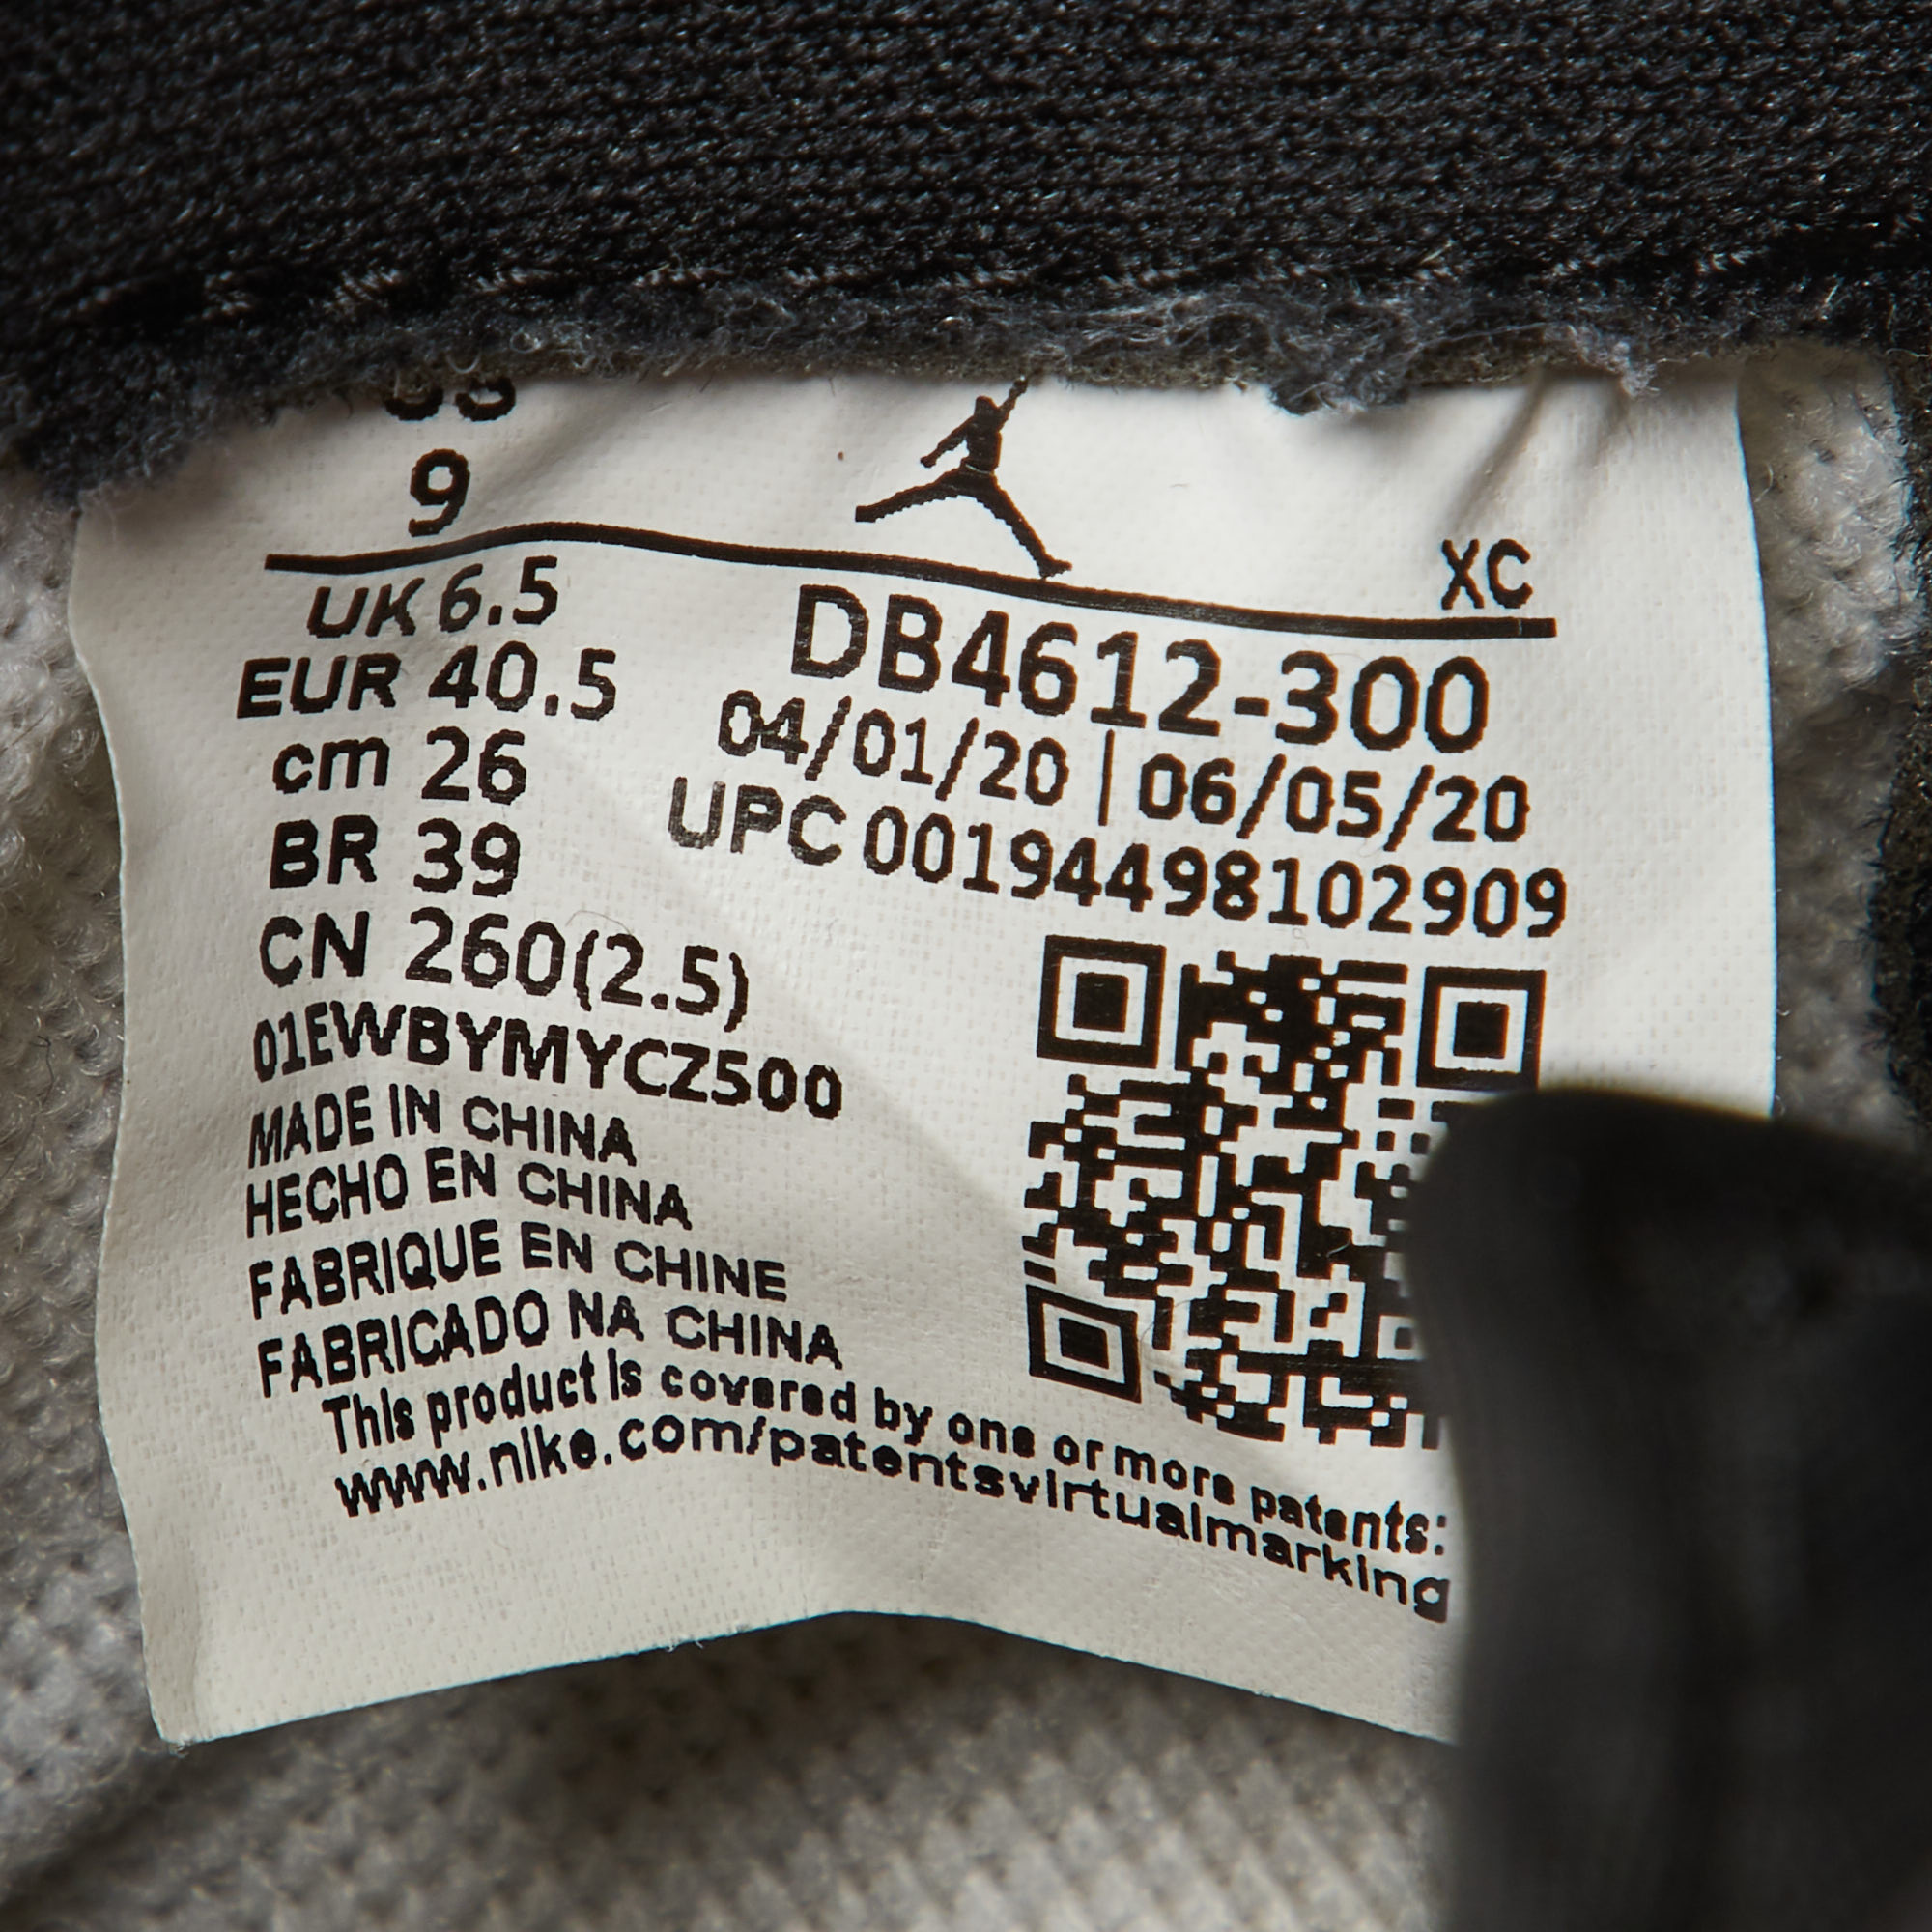 US
9
XC
UK 6.5
EUR 40.5
cm 26
BR 39
CN 260(2.5)
01EWBYMYCZ500
MADE IN CHINA
HECHO EN CHINA
FABRIQUE EN CHINE
FABRICADO NA CHINA
DB4612-300
04/01/20 | 06/05/20
UPC 00194498102909
This product is covered by one or more patents:
www.nike.com/patentsvirtualmarking